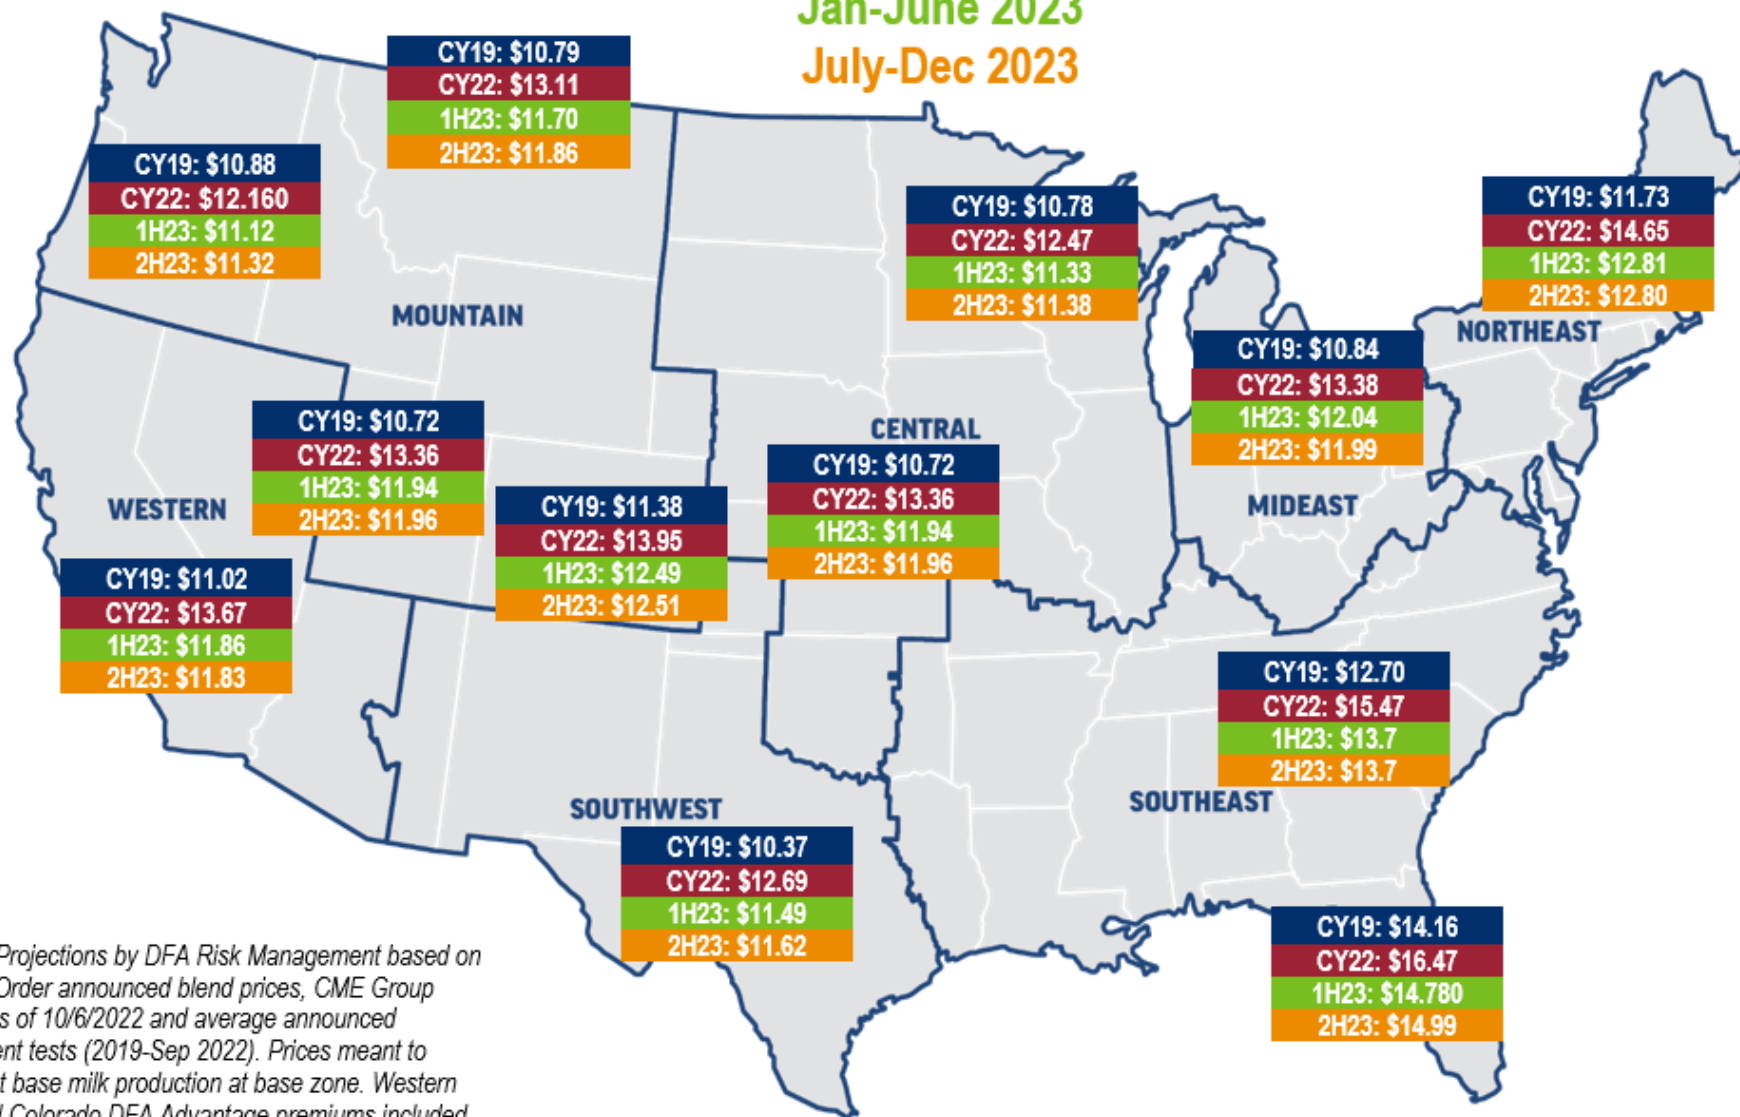 Jan-June 2023
July-Dec 2023
CY19: $10.79
CY22: $13.11
1H23: $11.70
2H23: $11.86
CY19: $10.88
CY22: $12.160
1H23: $11.12
2H23: $11.32
MOUNTAIN
CY19: $10.78
CY22: $12.47
1H23: $11.33
2H23: $11.38
CY19: $11.73
CY22: $14.65
1H23: $12.81
2H23: $12.80
NORTHEAST
CY19: $10.84
CY22: $13.38
1H23: $12.04
2H23: $11.99
MIDEAST
CY19: $10.72
CY22: $13.36
1H23: $11.94
2H23: $11.96
WESTERN
CENTRAL
CY19: $10.72
CY22: $13.36
1H23: $11.94
2H23: $11.96
CY19: $11.38
CY22: $13.95
1H23: $12.49
2H23: $12.51
CY19: $11.02
CY22: $13.67
1H23: $11.86
2H23: $11.83
CY19: $12.70
CY22: $15.47
1H23: $13.7
2H23: $13.7
SOUTHEAST
SOUTHWEST
CY19: $10.37
CY22: $12.69
1H23: $11.49
2H23: $11.62
CY19: $14.16
CY22: $16.47
1H23: $14.780
2H23: $14.99
Projections by DFA Risk Management based on
Order announced blend prices, CME Group
of 10/6/2022 and average announced
tests (2019-Sep 2022). Prices meant to
base milk production at base zone. Western
Colorado DFA Advantage premiums included